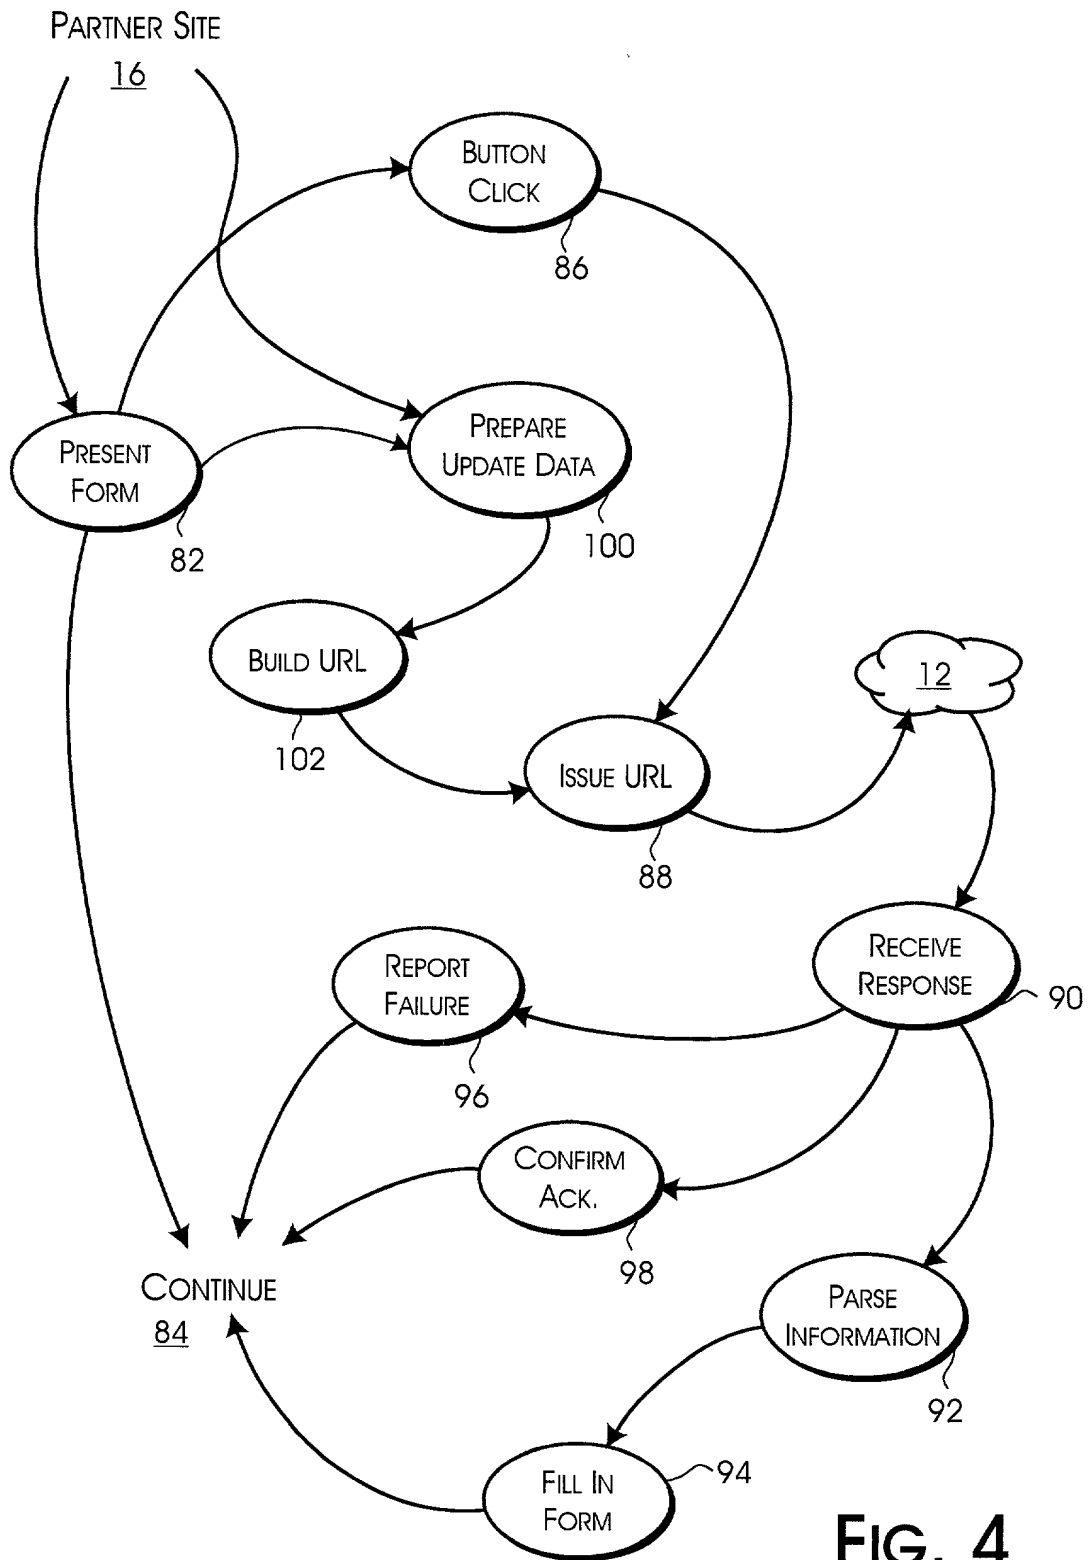 PARTNER SITE
16
BUTTON
CLICK
86
PREPARE
UPDATE DATA
100
PRESENT
FORM
82
BUILD URL
102
12
ISSUE URL
88
RECEIVE
RESPONSE
90
REPORT
FAILURE
96
CONFIRM
ACK.
98
CONTINUE
84
PARSE
INFORMATION
92
FILL IN
FORM
94
FIG. 4